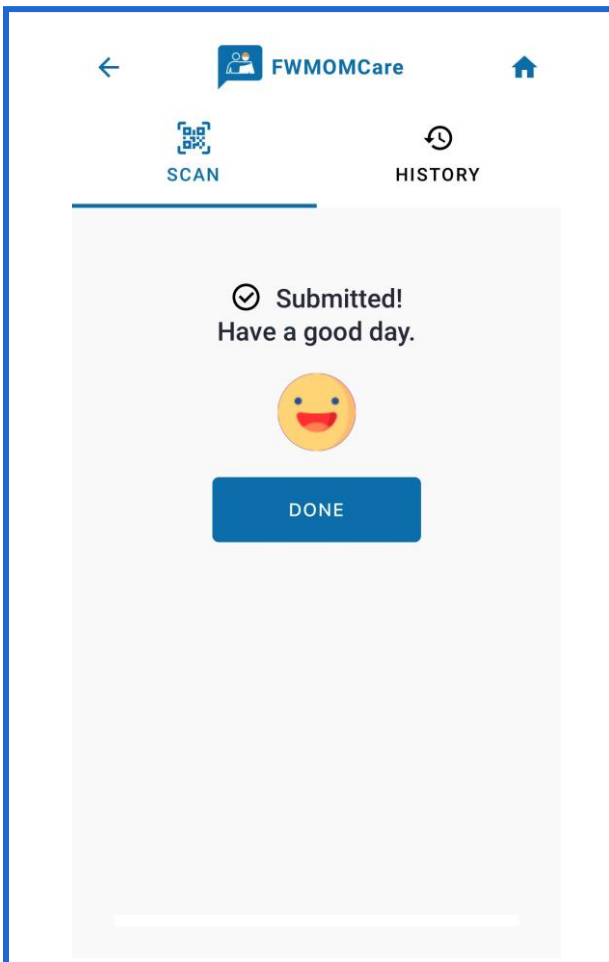 FWMOMCare
SCAN
HISTORY
Submitted!
Have a good day.
DONE